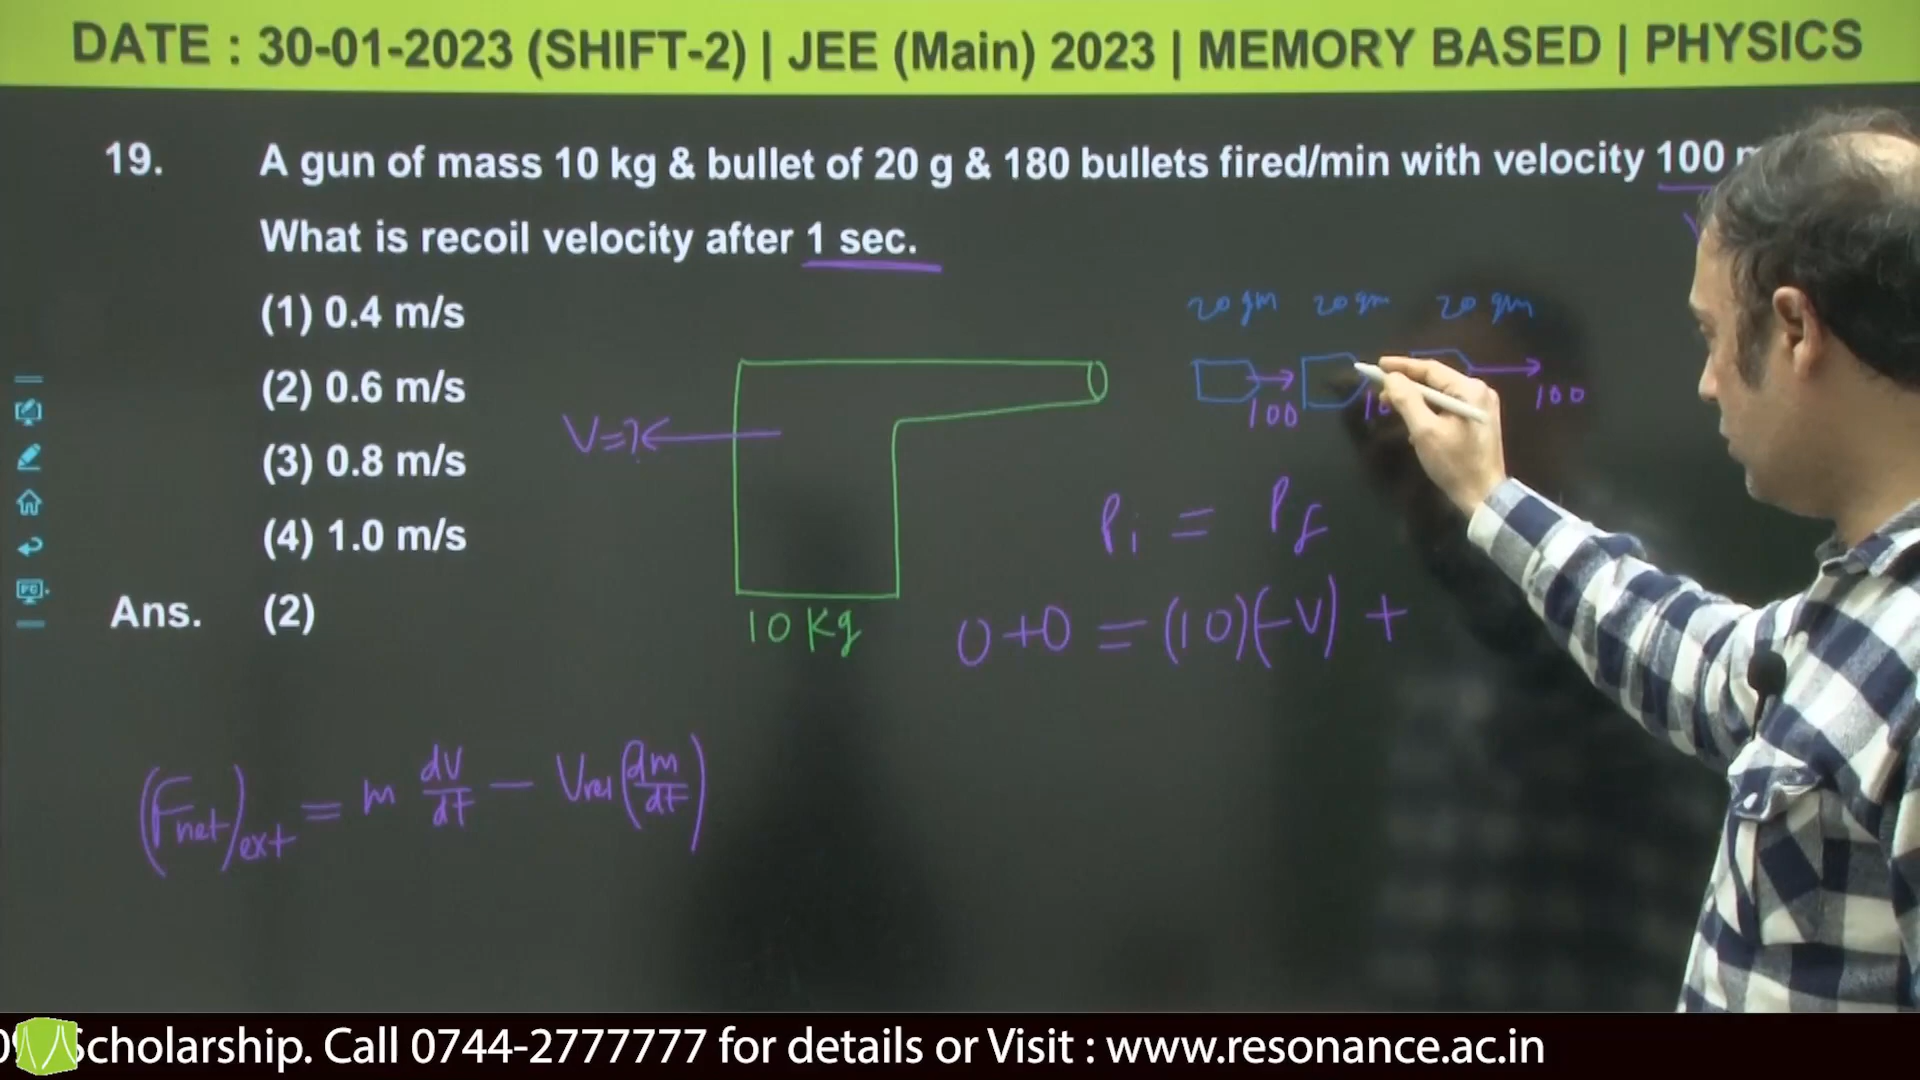 DATE : 30-01-2023 (SHIFT-2) | JEE (Main) 2023 | MEMORY BASED | PHYSICS
19. A gun of mass 10 kg & bullet of 20 g & 180 bullets fired/min with velocity 100
What is recoil velocity after 1 sec.
(1) 0.4 m/s
(2) 0.6 m/s
(3) 0.8 m/s
(4) 1.0 m/s
Ans. (2)
20 gm 20 gm 20 gm
100 100
V=?
Pi = Pf
10 Kg
0+0 = (10)(-V) +
(Fnet)ext = m dV/dt - Vrel (dm/dt)
Scholarship. Call 0744-2777777 for details or Visit : www.resonance.ac.in